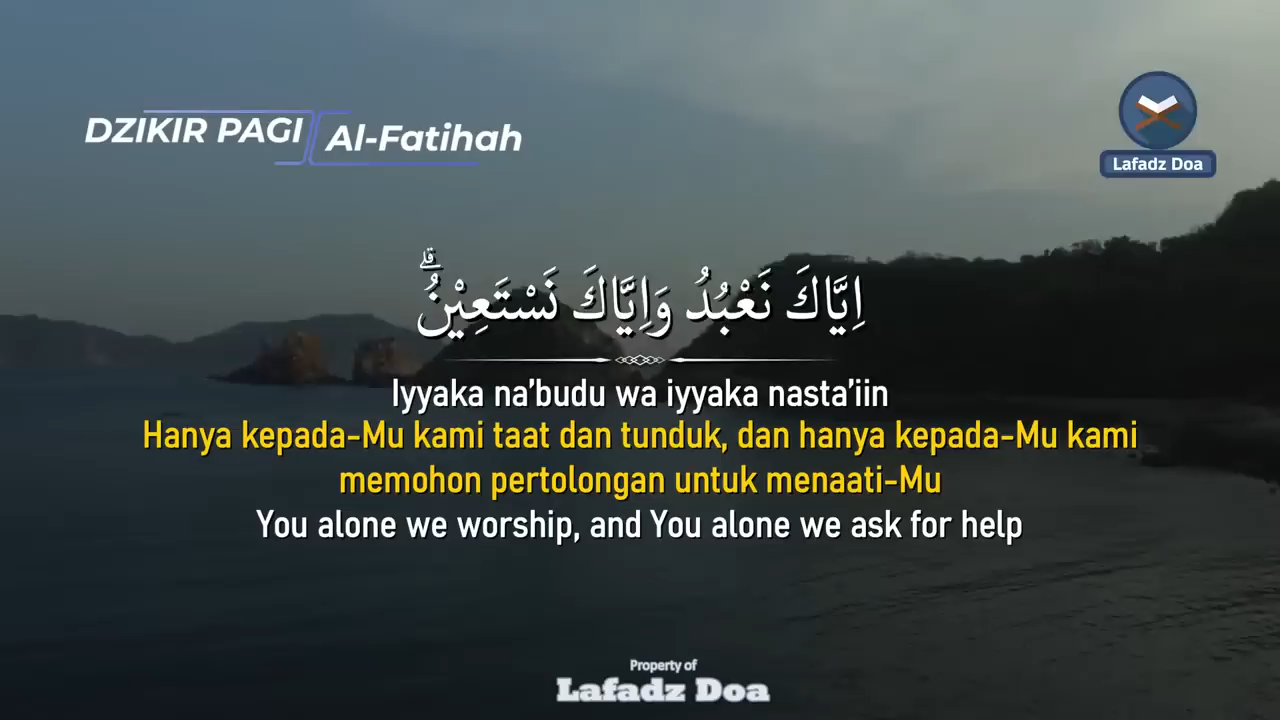 DZIKIR PAGI
Al-Fatihah
Lafadz Doa
اِيَّاكَ نَعْبُدُ وَاِيَّاكَ نَسْتَعِيْنُۗ
Iyyaka na’budu wa iyyaka nasta’iin
Hanya kepada-Mu kami taat dan tunduk, dan hanya kepada-Mu kami
memohon pertolongan untuk menaati-Mu
You alone we worship, and You alone we ask for help
Property of
Lafadz Doa